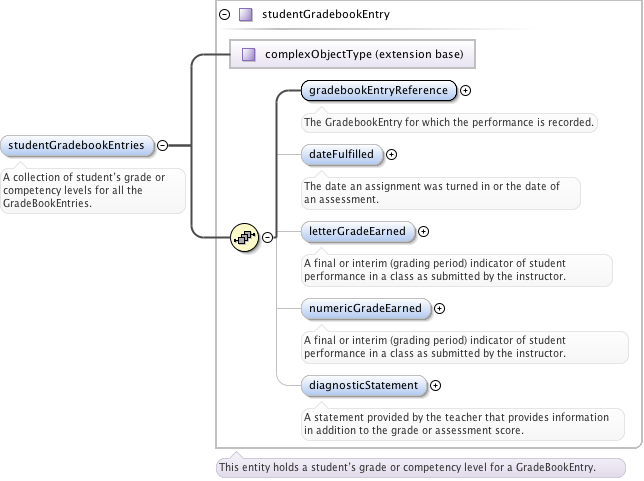 studentGradebookEntry
complexObjectType (extension base)
gradebookEntryReference
The GradebookEntry for which the performance is recorded.
studentGradebookEntries
A collection of student's grade or
competency levels for all the
GradeBookEntries.
dateFulfilled
The date an assignment was turned in or the date of
an assessment.
letterGradeEarned
A final or interim (grading period) indicator of student
performance in a class as submitted by the instructor.
numericGradeEarned
A final or interim (grading period) indicator of student
performance in a class as submitted by the instructor.
diagnosticStatement
A statement provided by the teacher that provides information
in addition to the grade or assessment score.
This entity holds a student's grade or competency level for a GradeBookEntry.